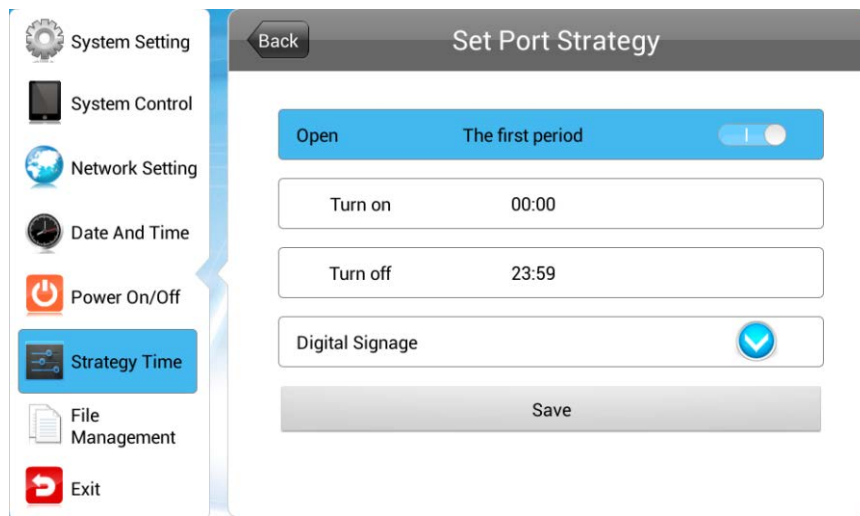 System Setting
System Control
Network Setting
Date And Time
Power On/Off
Strategy Time
File
Management
Exit
Back Set Port Strategy
Open The first period
Turn on 00:00
Turn off 23:59
Digital Signage
Save